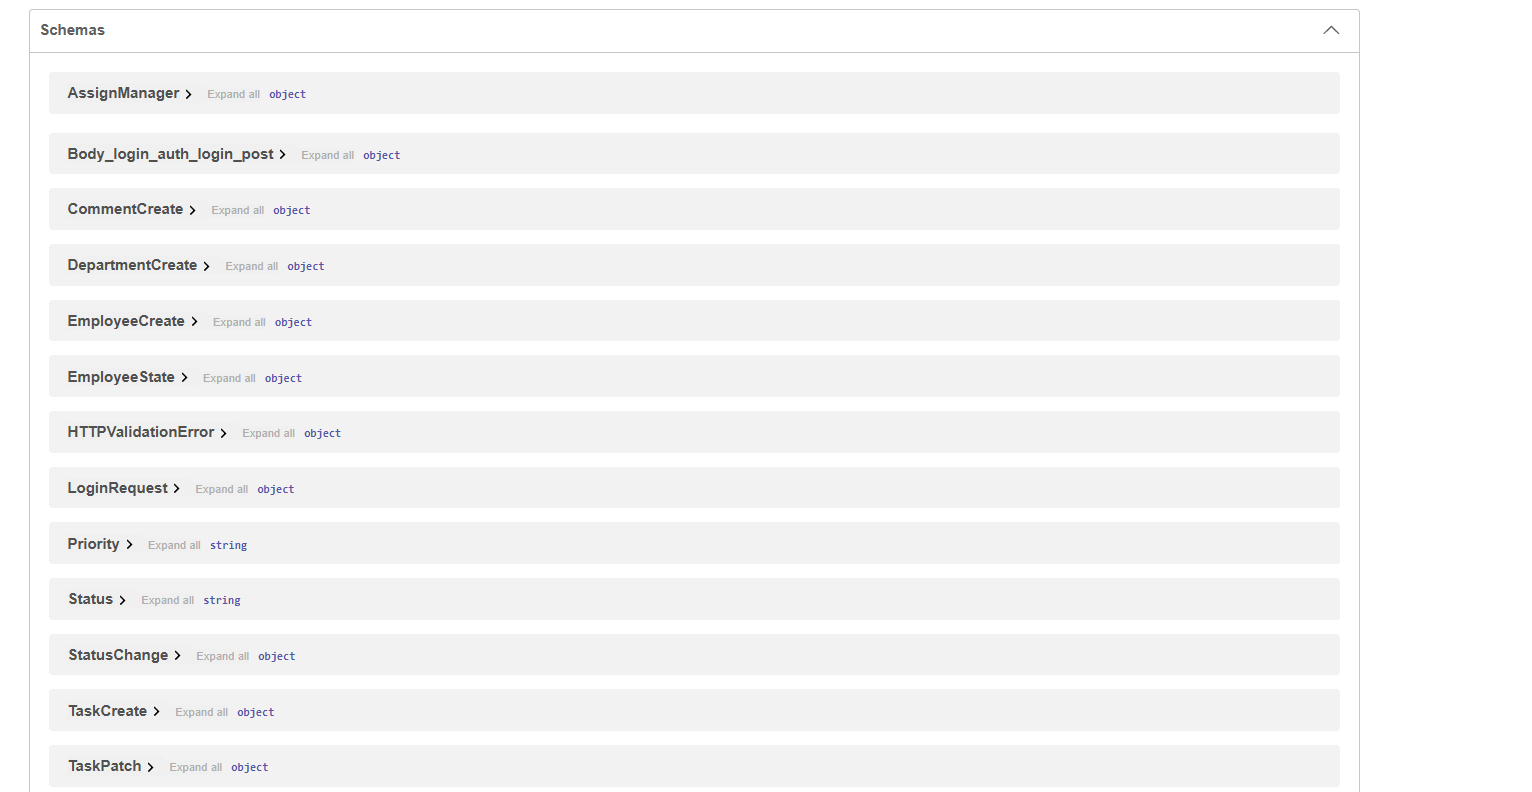 Schemas
AssignManager Expand all object
Body_login_auth_login_post Expand all object
CommentCreate Expand all object
DepartmentCreate Expand all object
EmployeeCreate Expand all object
EmployeeState Expand all object
HTTPValidationError Expand all object
LoginRequest Expand all object
Priority Expand all string
Status Expand all string
StatusChange Expand all object
TaskCreate Expand all object
TaskPatch Expand all object